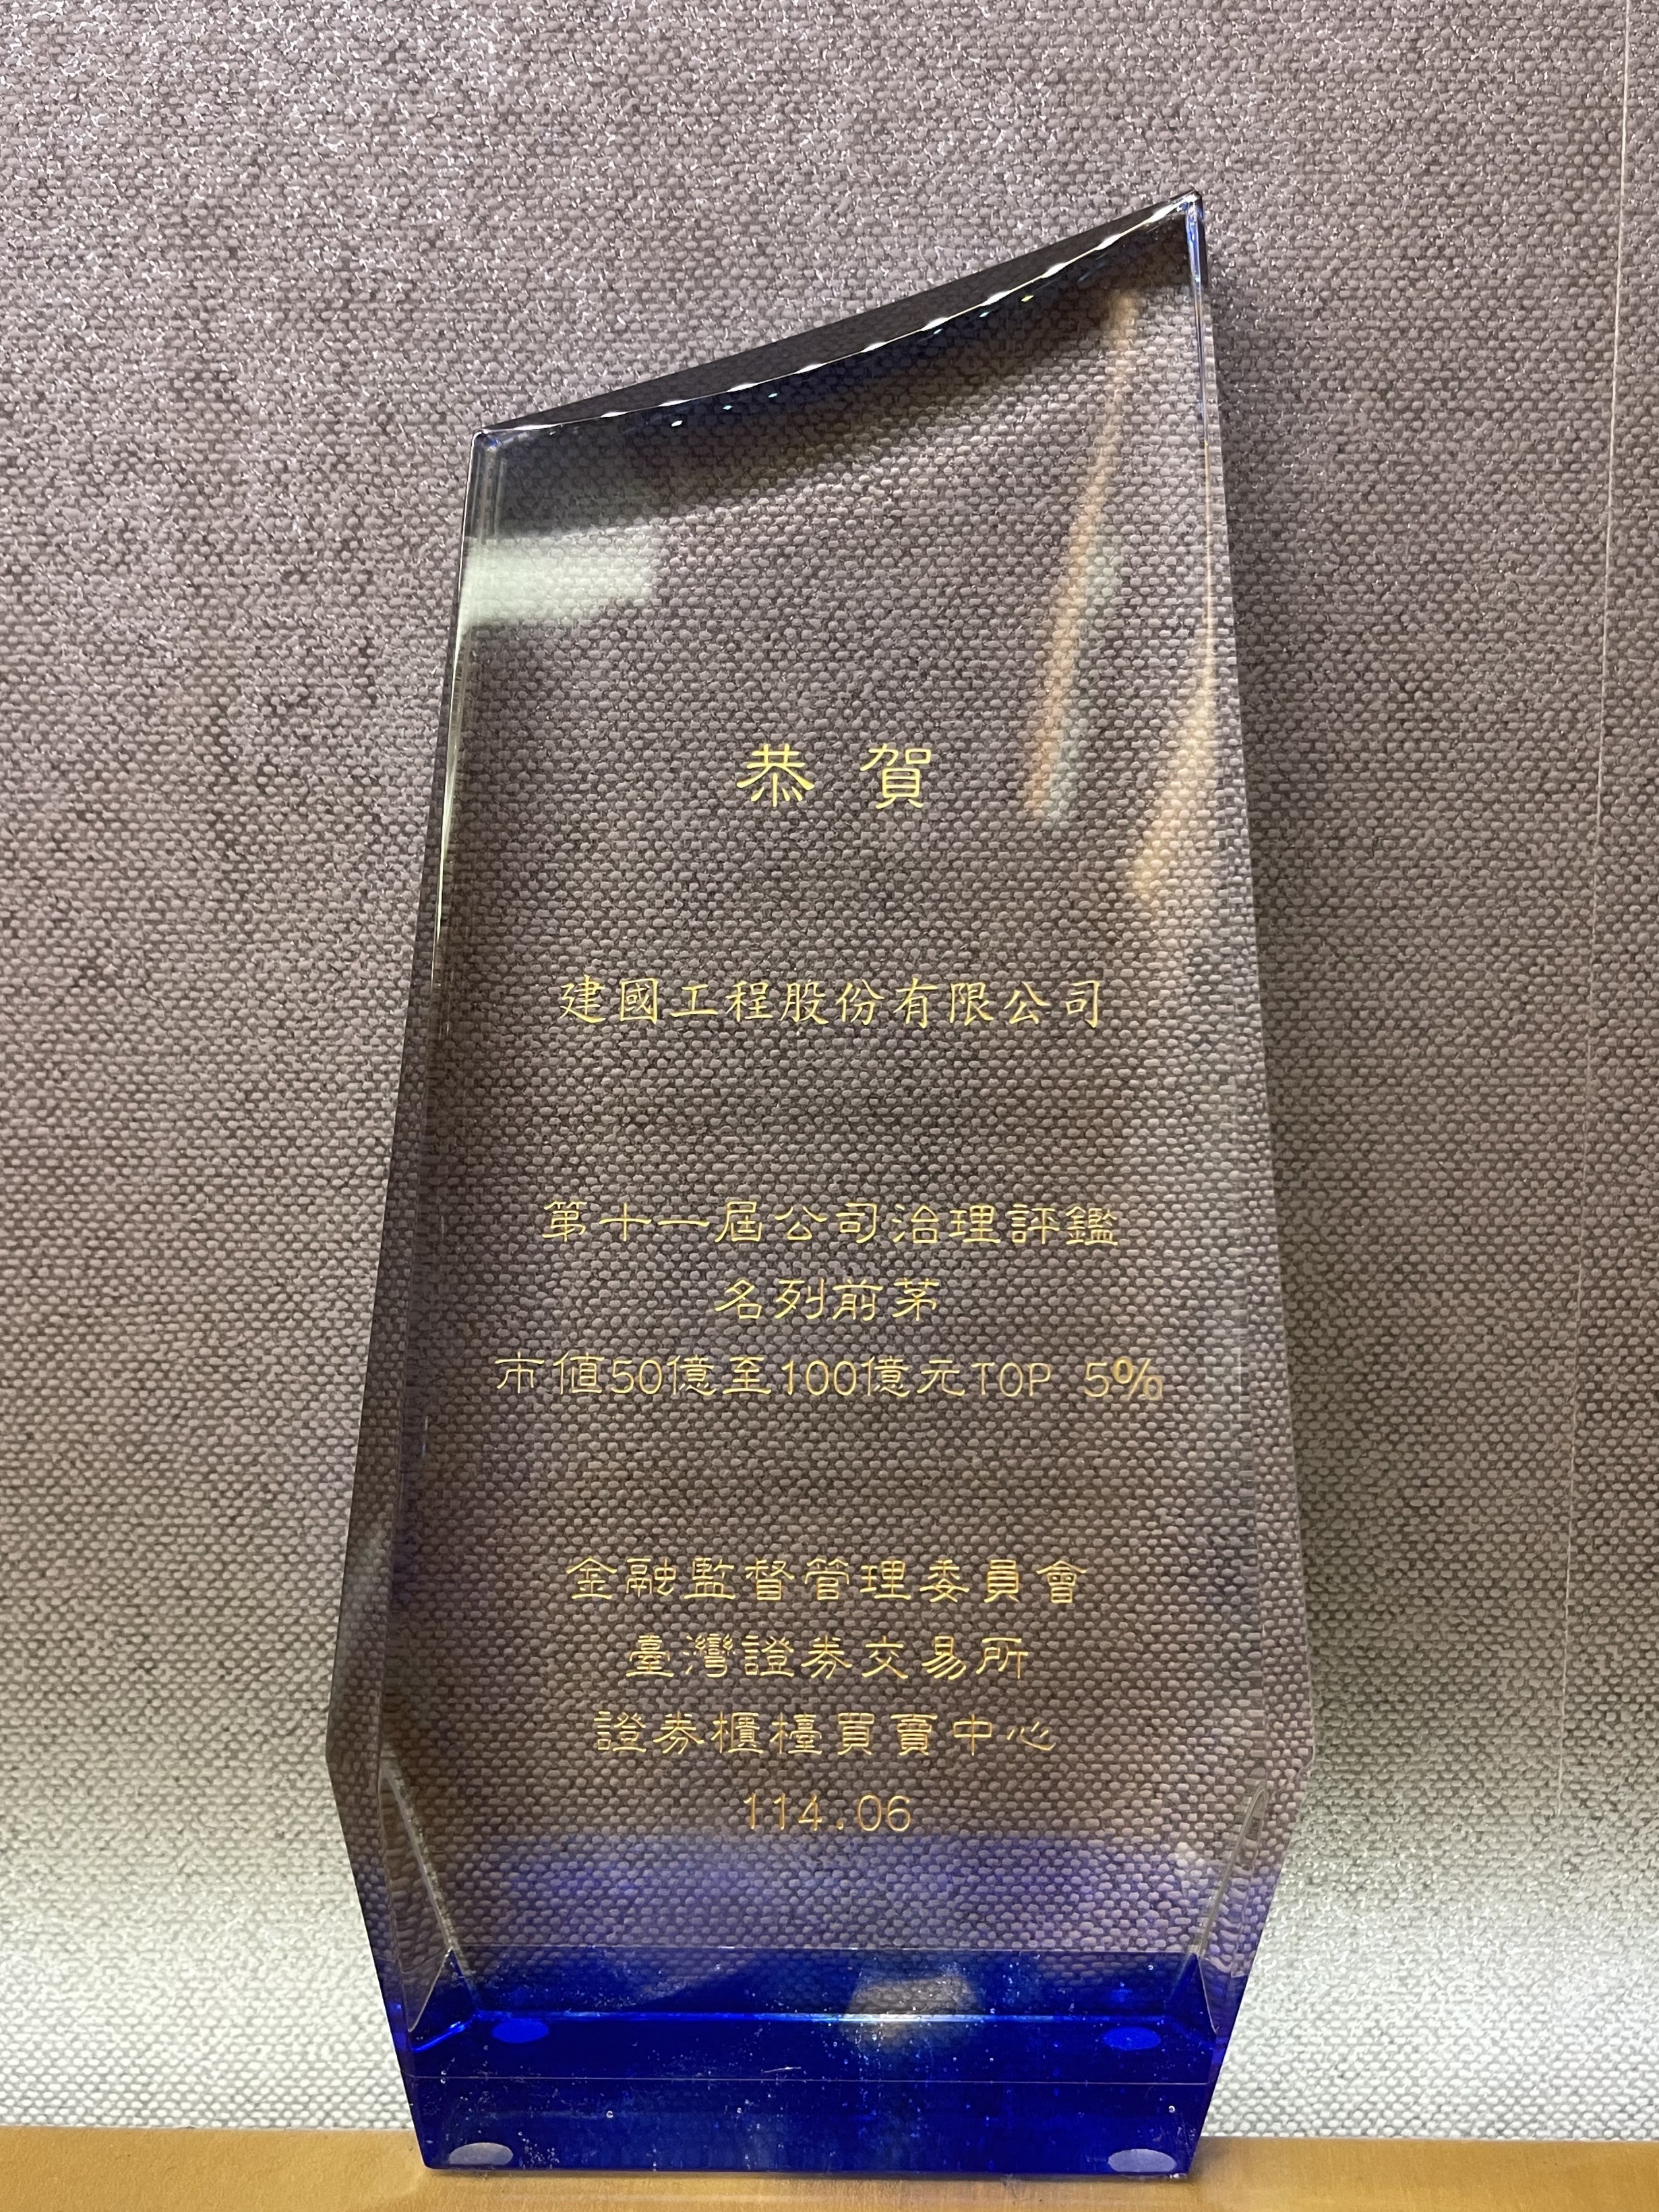 恭賀
建國工程股份有限公司
第十一屆公司治理評鑑
名列前茅
市值50億至100億元TOP 5%
金融監督管理委員會
臺灣證券交易所
證券櫃檯買賣中心
114.06